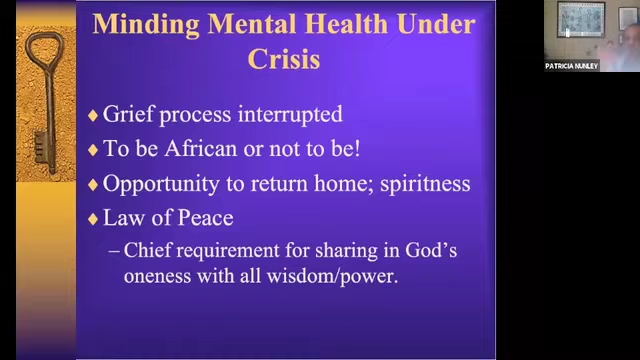 Minding Mental Health Under
Crisis
Grief process interrupted
To be African or not to be!
Opportunity to return home; spiritness
Law of Peace
– Chief requirement for sharing in God's
oneness with all wisdom/power.
PATRICIA NUNLEY